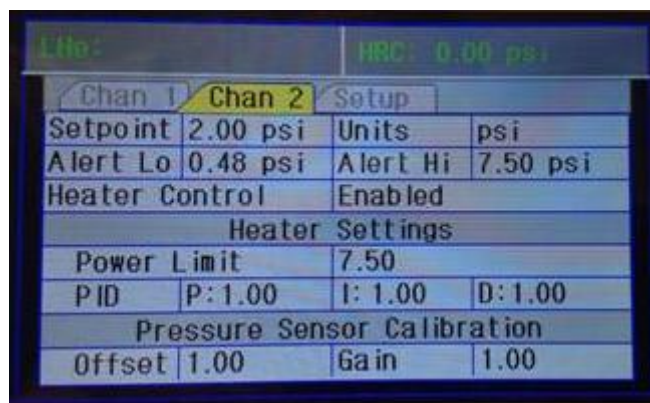 LHe: HRC: 0.00 psi
Chan 1 Chan 2 Setup
Setpoint 2.00 psi Units psi
Alert Lo 0.48 psi Alert Hi 7.50 psi
Heater Control Enabled
Heater Settings
Power Limit 7.50
PID P:1.00 I: 1.00 D:1.00
Pressure Sensor Calibration
Offset 1.00 Gain 1.00